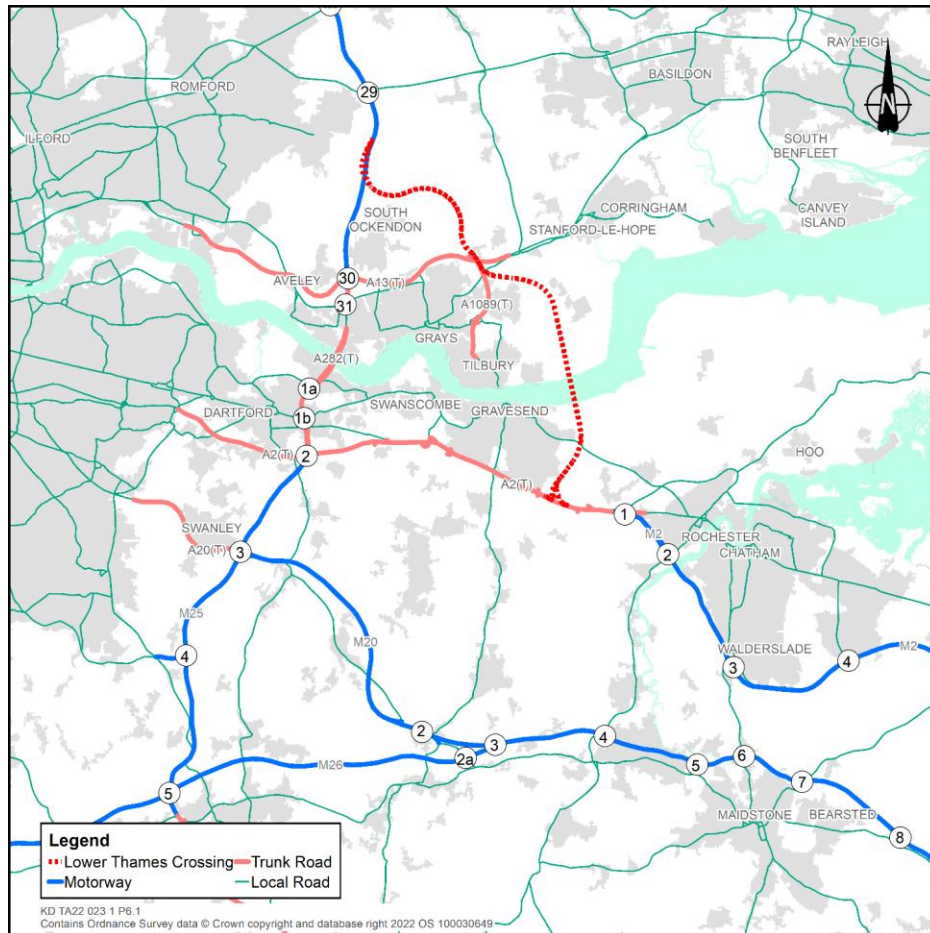 RAYLEIGH
29
BASILDON
ROMFORD
N
ILFORD
SOUTH
BENFLEET
SOUTH
OCKENDON
CORRINGHAM
CANVEY
ISLAND
STANFORD-LE-HOPE
AVELEY
30
A13(T)
31
A1089(T)
GRAYS
A282(T)
TILBURY
1a
SWANSCOMBE
DARTFORD
1b
GRAVESEND
A2(T)
2
HOO
A2(T)
1
SWANLEY
M2
ROCHESTER
A20(T)
3
2
CHATHAM
M25
M20
4
WALDERSLADE
M2
3
4
2
3
4
2a
M26
5
6
5
7
MAIDSTONE
BEARSTED
8
Legend
Lower Thames Crossing
Trunk Road
Motorway
Local Road
KD TA22 023 1 P6.1
Contains Ordnance Survey data © Crown copyright and database right 2022 OS 100030649